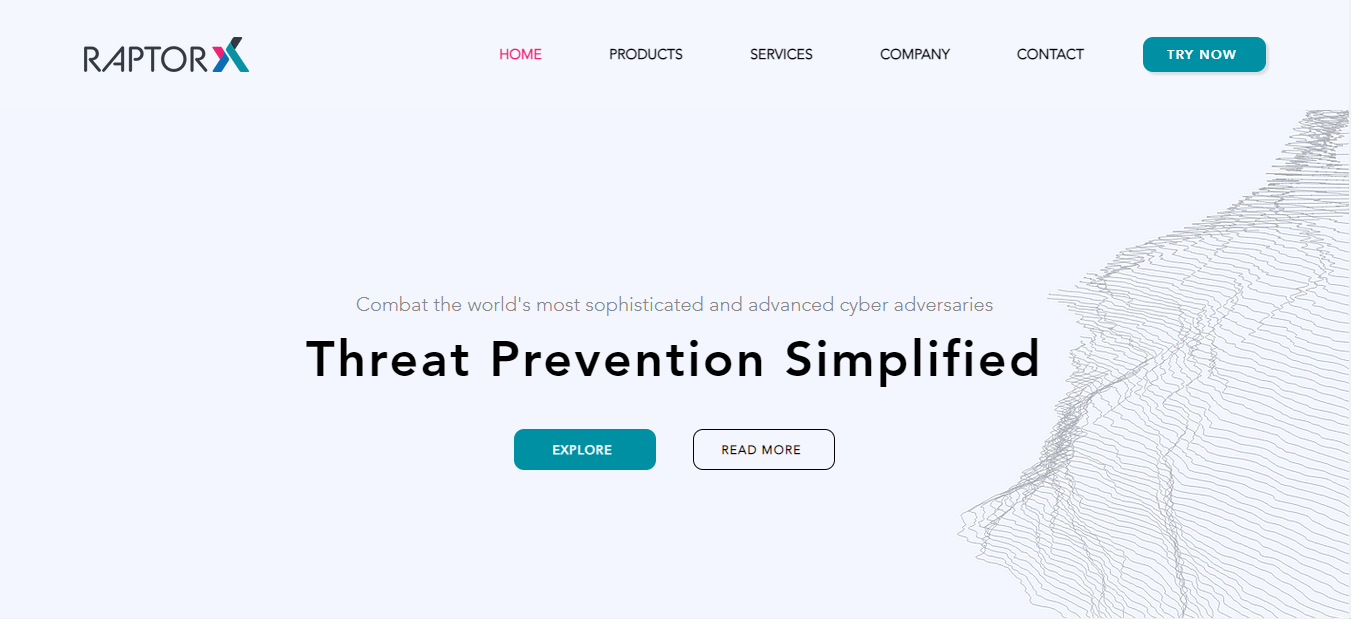 RAPTORX
HOME PRODUCTS SERVICES COMPANY CONTACT TRY NOW
Combat the world's most sophisticated and advanced cyber adversaries
Threat Prevention Simplified
EXPLORE READ MORE